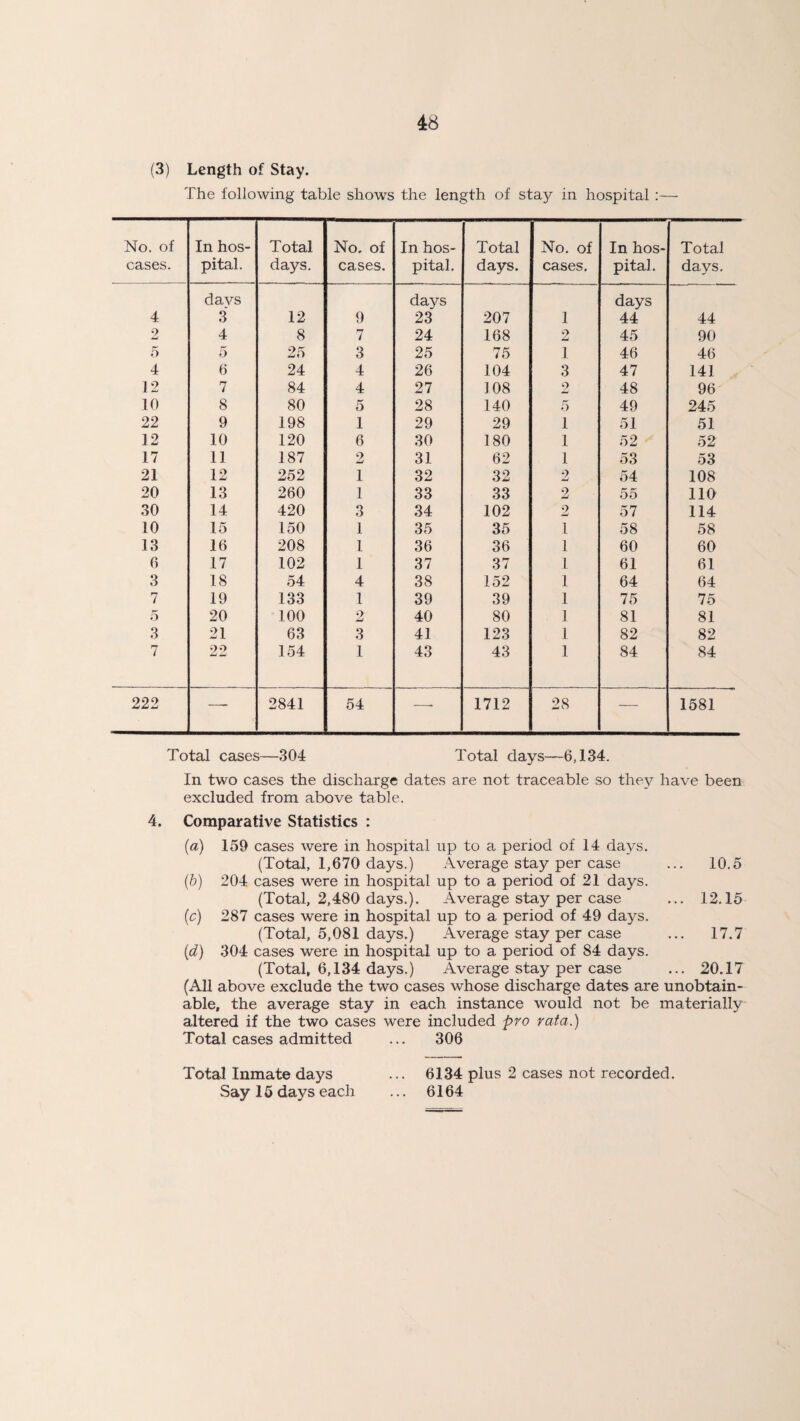 48
(3) Length of Stay.
The following table shows the length of stay in hospital :—
No. of cases. | In hospital. | Total days. | No. of cases. | In hospital. | Total days. | No. of cases. | In hospital. | Total days.
days | days | days
4 | 3 | 12 | 9 | 23 | 207 | 1 | 44 | 44
2 | 4 | 8 | 7 | 24 | 168 | 2 | 45 | 90
5 | 5 | 25 | 3 | 25 | 75 | 1 | 46 | 46
4 | 6 | 24 | 4 | 26 | 104 | 3 | 47 | 141
12 | 7 | 84 | 4 | 27 | 108 | 2 | 48 | 96
10 | 8 | 80 | 5 | 28 | 140 | 5 | 49 | 245
22 | 9 | 198 | 1 | 29 | 29 | 1 | 51 | 51
12 | 10 | 120 | 6 | 30 | 180 | 1 | 52 | 52
17 | 11 | 187 | 2 | 31 | 62 | 1 | 53 | 53
21 | 12 | 252 | 1 | 32 | 32 | 2 | 54 | 108
20 | 13 | 260 | 1 | 33 | 33 | 2 | 55 | 110
30 | 14 | 420 | 3 | 34 | 102 | 2 | 57 | 114
10 | 15 | 150 | 1 | 35 | 35 | 1 | 58 | 58
13 | 16 | 208 | 1 | 36 | 36 | 1 | 60 | 60
6 | 17 | 102 | 1 | 37 | 37 | 1 | 61 | 61
3 | 18 | 54 | 4 | 38 | 152 | 1 | 64 | 64
7 | 19 | 133 | 1 | 39 | 39 | 1 | 75 | 75
5 | 20 | 100 | 2 | 40 | 80 | 1 | 81 | 81
3 | 21 | 63 | 3 | 41 | 123 | 1 | 82 | 82
7 | 22 | 154 | 1 | 43 | 43 | 1 | 84 | 84
222 | — | 2841 | 54 | — | 1712 | 28 | — | 1581
Total cases—304 Total days—6,134.
In two cases the discharge dates are not traceable so they have been
excluded from above table.
4. Comparative Statistics :
(a) 159 cases were in hospital up to a period of 14 days.
(Total, 1,670 days.) Average stay per case ... 10.5
(b) 204 cases were in hospital up to a period of 21 days.
(Total, 2,480 days.). Average stay per case ... 12.15
(c) 287 cases were in hospital up to a period of 49 days.
(Total, 5,081 days.) Average stay per case ... 17.7
(d) 304 cases were in hospital up to a period of 84 days.
(Total, 6,134 days.) Average stay per case ... 20.17
(All above exclude the two cases whose discharge dates are unobtain-
able, the average stay in each instance would not be materially
altered if the two cases were included pro rata.)
Total cases admitted ... 306
Total Inmate days ... 6134 plus 2 cases not recorded.
Say 15 days each ... 6164